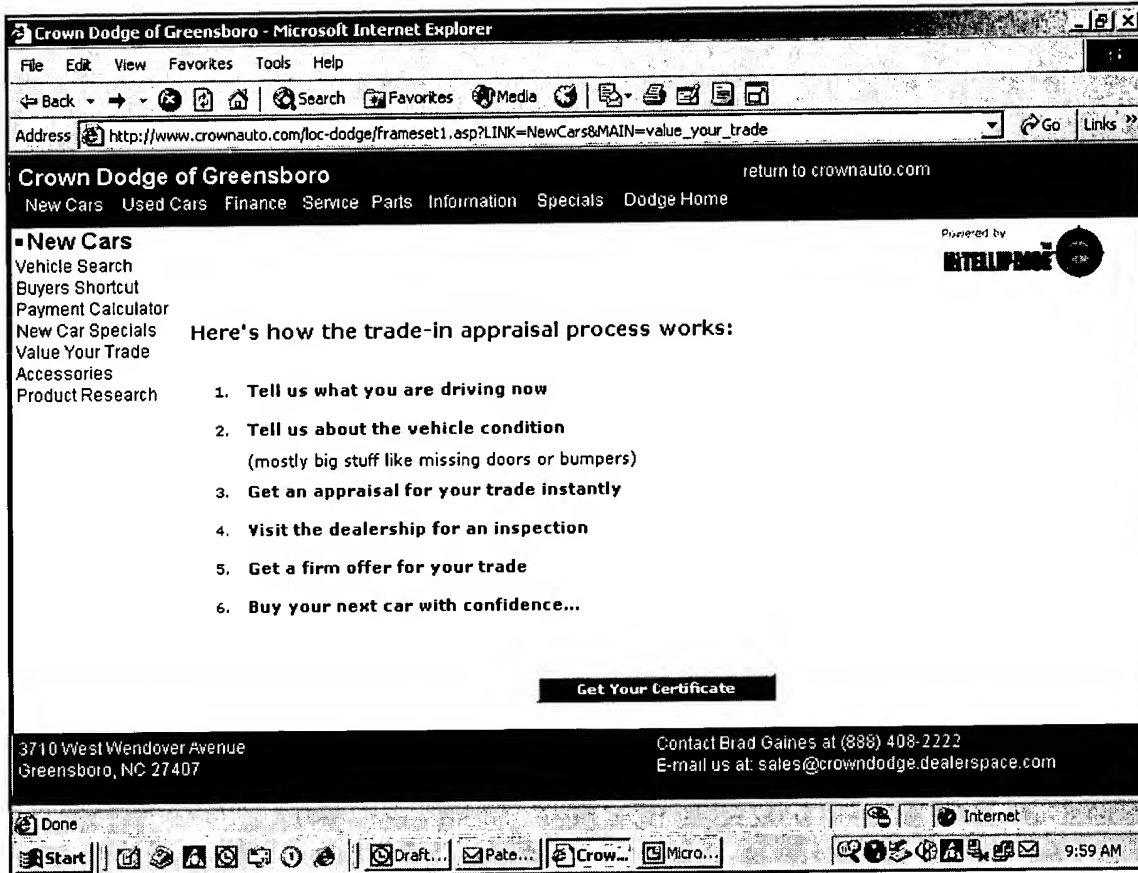 Crown Dodge of Greensboro - Microsoft Internet Explorer
File Edit View Favorites Tools Help
Back Search Favorites Media
Address http://www.crownauto.com/loc-dodge/frameset1.asp?LINK=NewCars&MAIN=value_your_trade Go Links »
Crown Dodge of Greensboro return to crownauto.com
New Cars Used Cars Finance Service Parts Information Specials Dodge Home
New Cars
Vehicle Search
Buyers Shortcut
Payment Calculator
New Car Specials
Value Your Trade
Accessories
Product Research
Powered by
INTELLIPRICE TM
Here's how the trade-in appraisal process works:
1. Tell us what you are driving now
2. Tell us about the vehicle condition
(mostly big stuff like missing doors or bumpers)
3. Get an appraisal for your trade instantly
4. Visit the dealership for an inspection
5. Get a firm offer for your trade
6. Buy your next car with confidence...
Get Your Certificate
3710 West Wendover Avenue
Greensboro, NC 27407
Contact Brad Gaines at (888) 408-2222
E-mail us at: sales@crowndodge.dealerspace.com
Done Internet
Start Draft... Pate... Crow... Micro... 9:59 AM